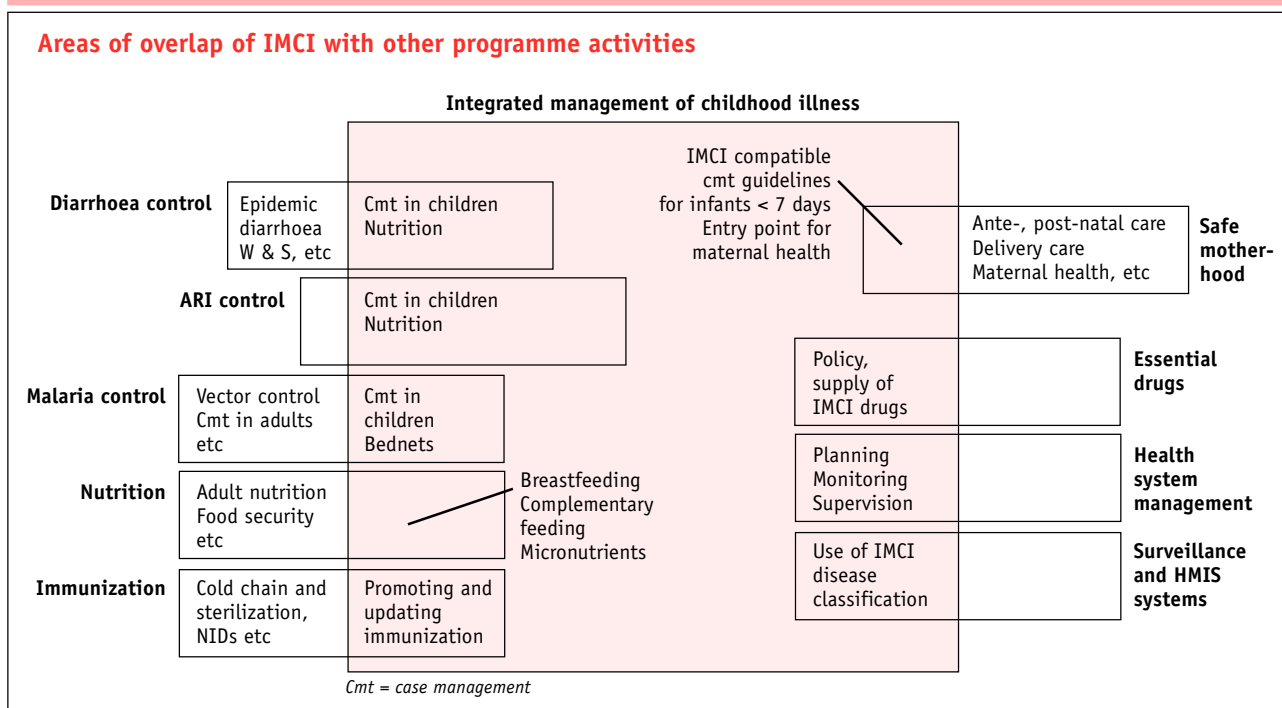 Areas of overlap of IMCI with other programme activities
Integrated management of childhood illness
Diarrhoea control
Epidemic
diarrhoea
W & S, etc
Cmt in children
Nutrition
IMCI compatible
cmt guidelines
for infants < 7 days
Entry point for
maternal health
Ante-, post-natal care
Delivery care
Maternal health, etc
Safe
mother-
hood
ARI control
Cmt in children
Nutrition
Malaria control
Vector control
Cmt in adults
etc
Cmt in
children
Bednets
Policy,
supply of
IMCI drugs
Essential
drugs
Nutrition
Adult nutrition
Food security
etc
Breastfeeding
Complementary
feeding
Micronutrients
Planning
Monitoring
Supervision
Health
system
management
Immunization
Cold chain and
sterilization,
NIDs etc
Promoting and
updating
immunization
Use of IMCI
disease
classification
Surveillance
and HMIS
systems
Cmt = case management